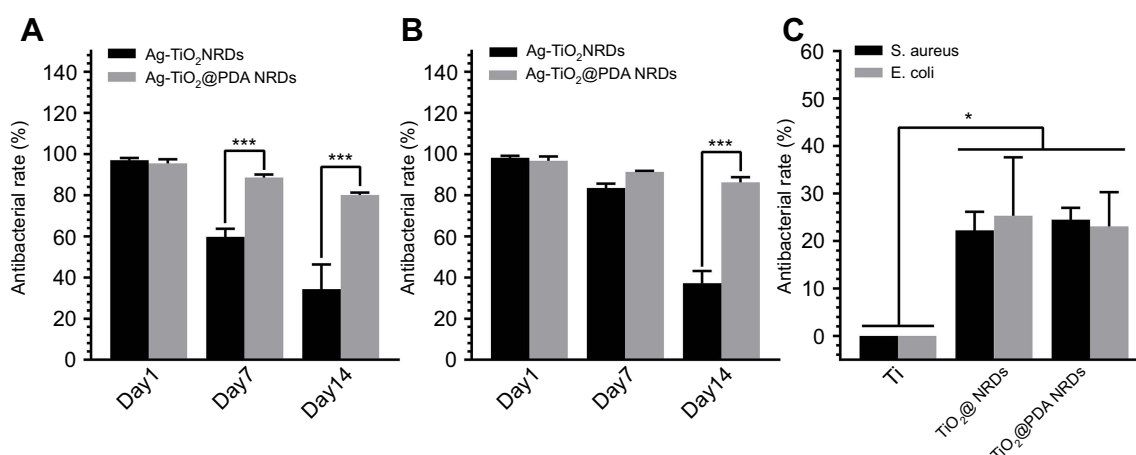 A
Ag-TiO₂NRDs
Ag-TiO₂@PDA NRDs
Antibacterial rate (%)
140
120
100
80
60
40
20
0
***
***
Day1
Day7
Day14
B
Ag-TiO₂NRDs
Ag-TiO₂@PDA NRDs
Antibacterial rate (%)
140
120
100
80
60
40
20
0
***
Day1
Day7
Day14
C
S. aureus
E. coli
Antibacterial rate (%)
60
50
40
30
20
10
0
*
Ti
TiO₂@ NRDs
TiO₂@PDA NRDs